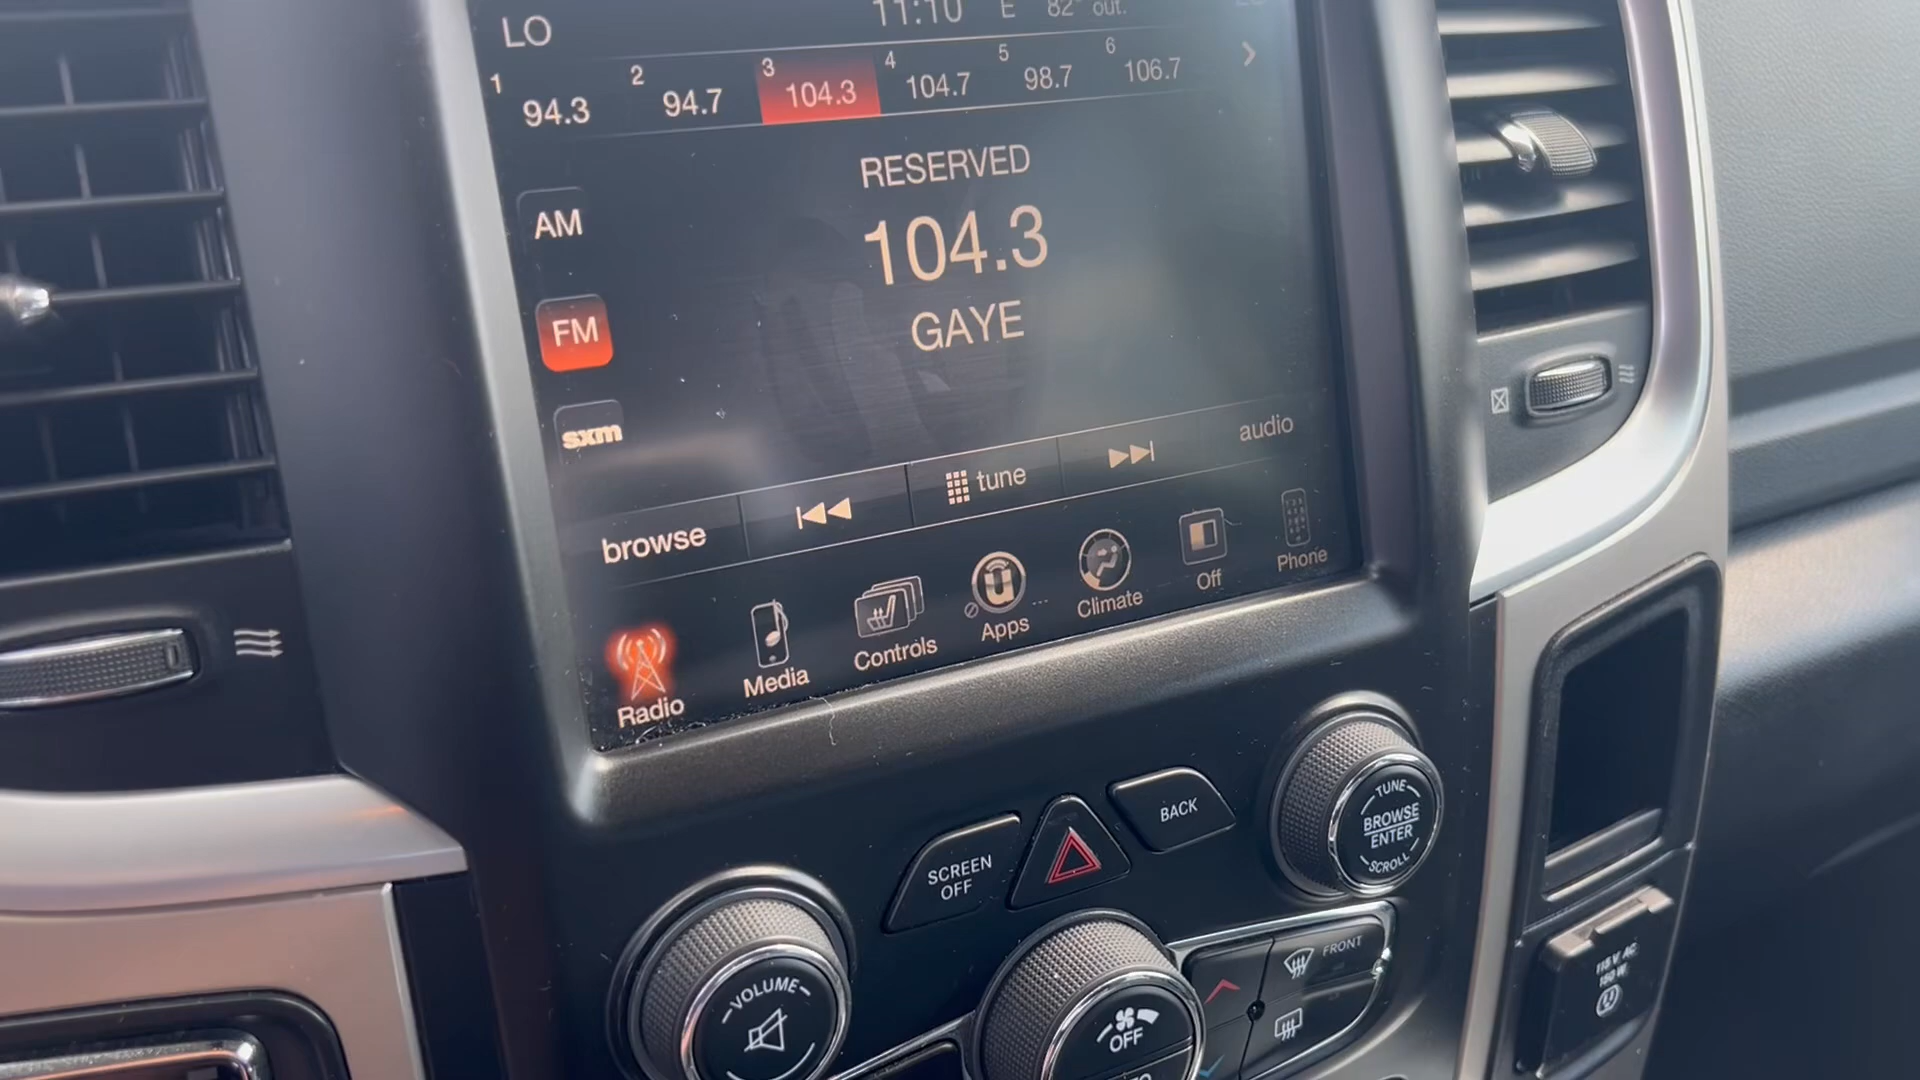 LO
11:10 E 82° out.
1 94.3 2 94.7 3 104.3 4 104.7 5 98.7 6 106.7
RESERVED
AM
104.3
FM
GAYE
sxm
browse tune audio
Radio Media Controls Apps Climate Off Phone
SCREEN
OFF
BACK
TUNE
BROWSE
ENTER
SCROLL
VOLUME
OFF
FRONT
115V AC
150W